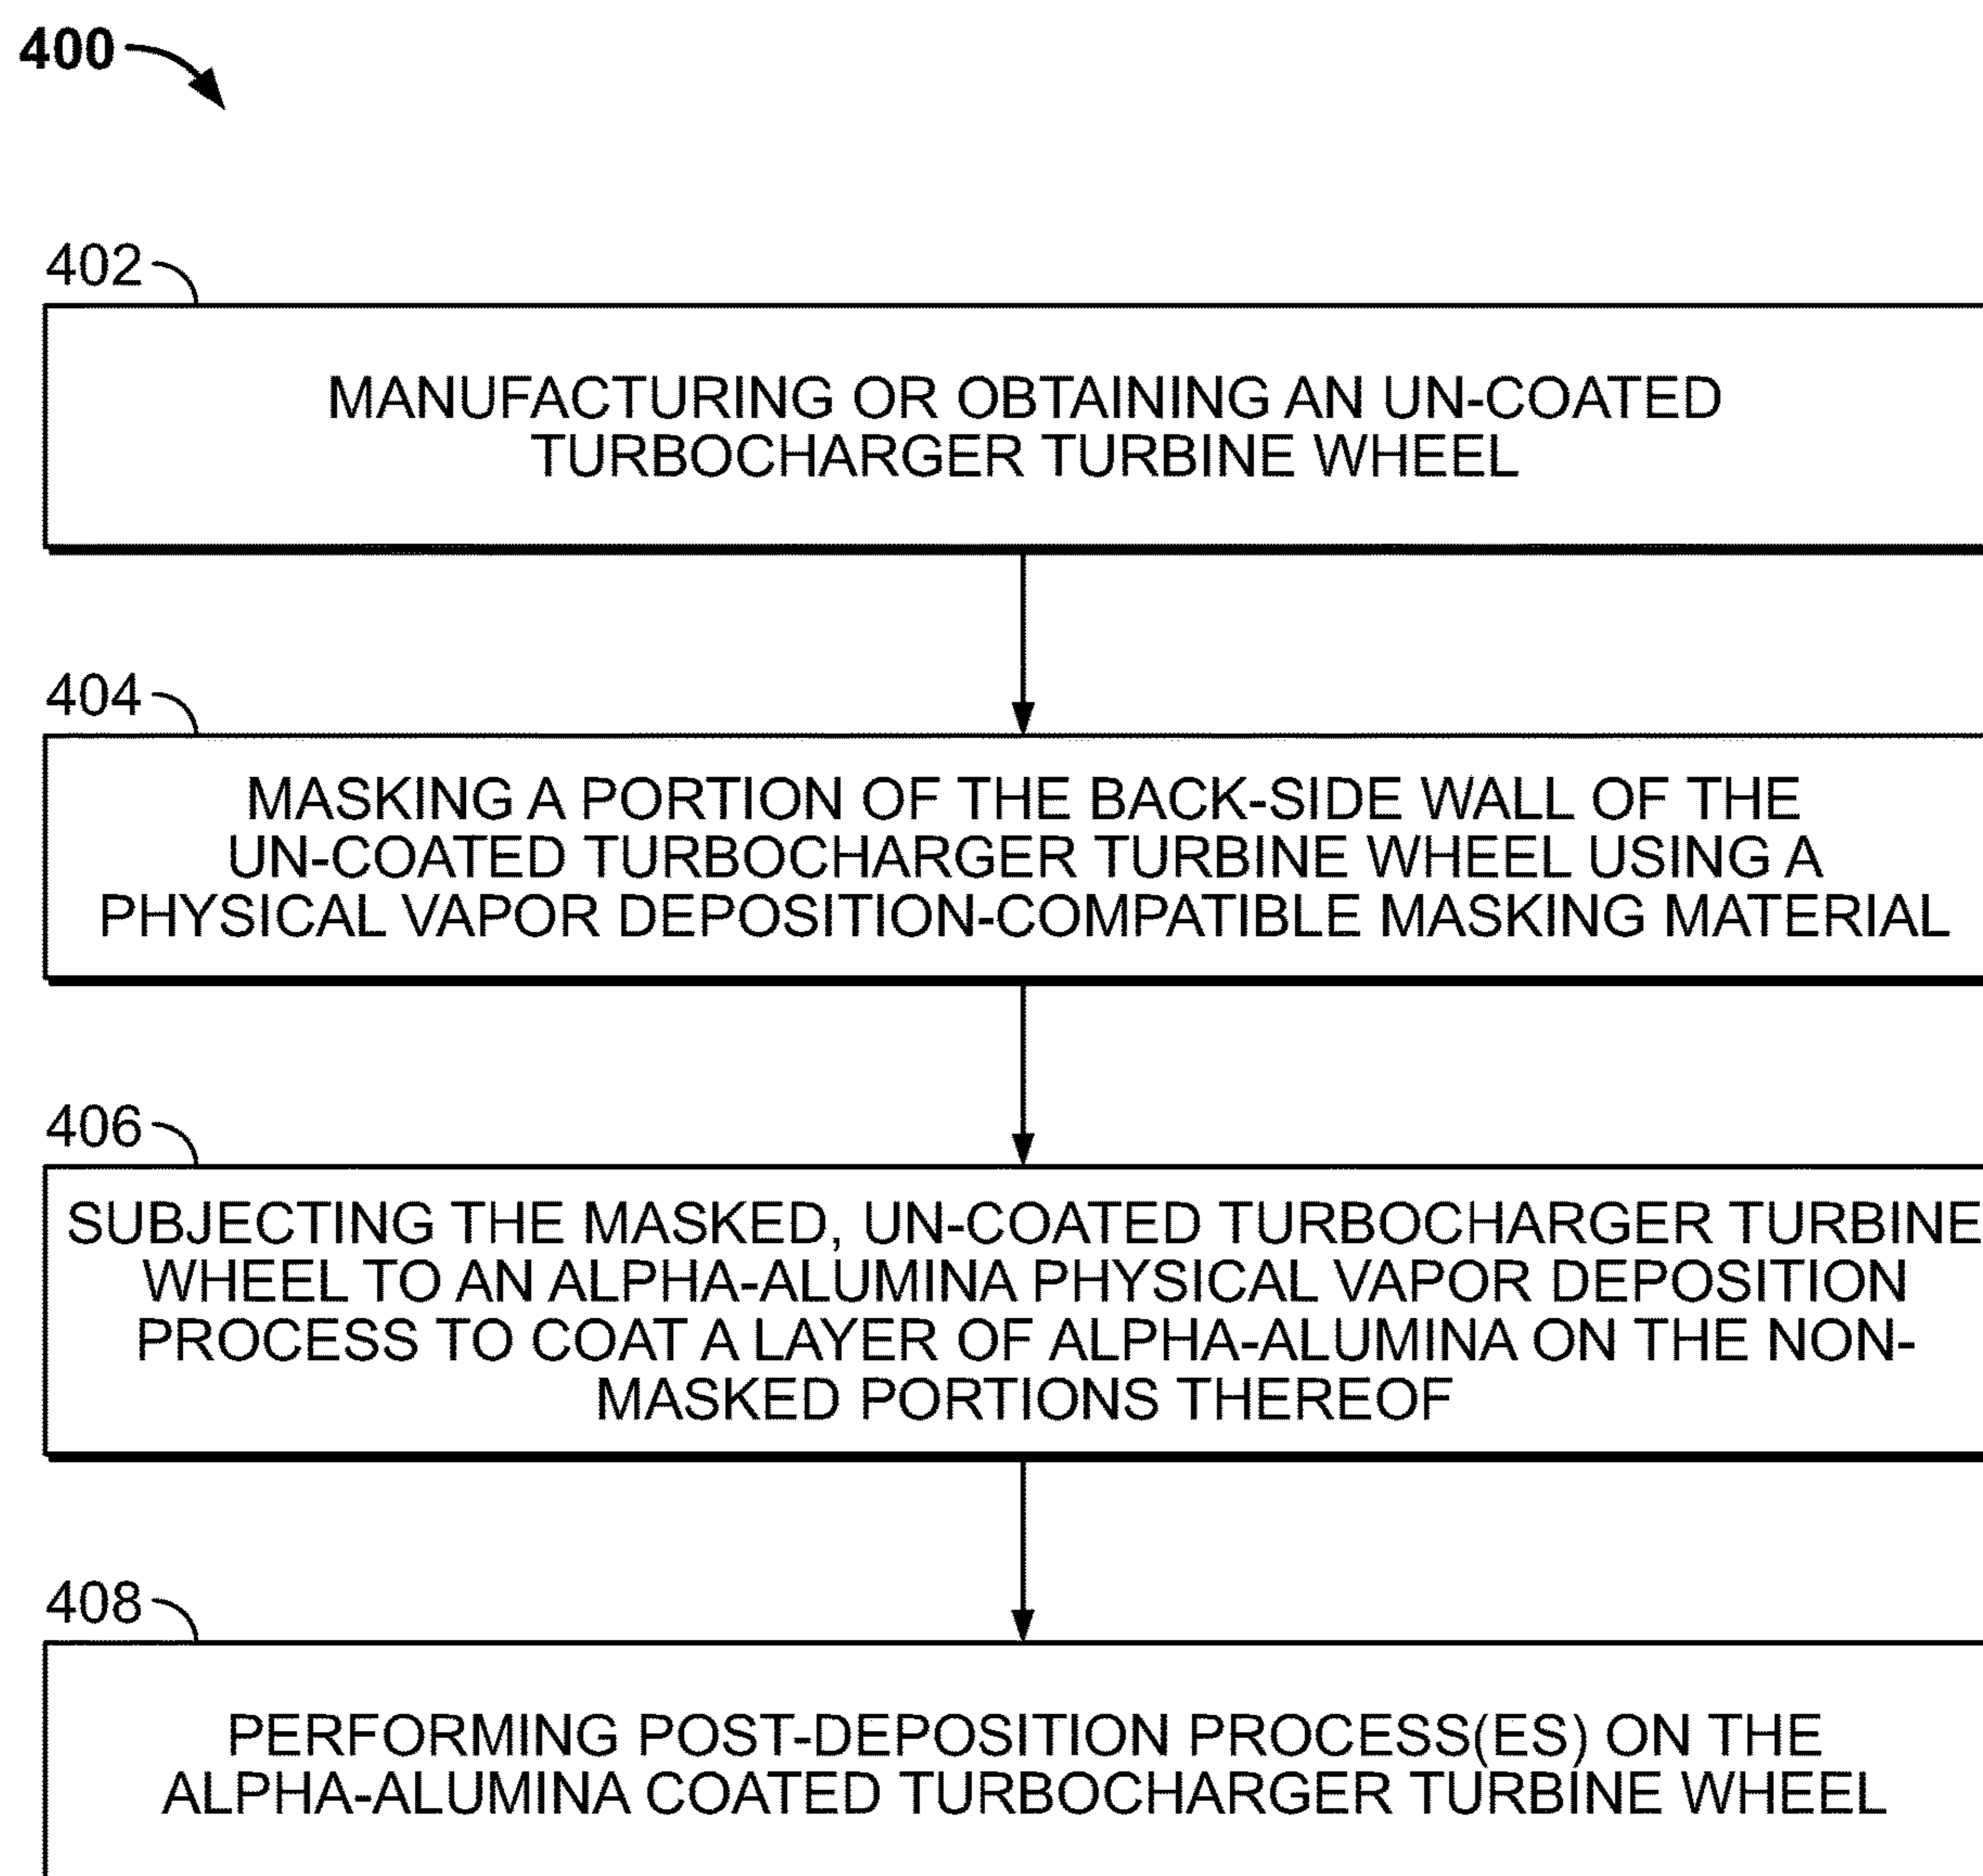 400
402
MANUFACTURING OR OBTAINING AN UN-COATED
TURBOCHARGER TURBINE WHEEL
404
MASKING A PORTION OF THE BACK-SIDE WALL OF THE
UN-COATED TURBOCHARGER TURBINE WHEEL USING A
PHYSICAL VAPOR DEPOSITION-COMPATIBLE MASKING MATERIAL
406
SUBJECTING THE MASKED, UN-COATED TURBOCHARGER TURBINE
WHEEL TO AN ALPHA-ALUMINA PHYSICAL VAPOR DEPOSITION
PROCESS TO COAT A LAYER OF ALPHA-ALUMINA ON THE NON-
MASKED PORTIONS THEREOF
408
PERFORMING POST-DEPOSITION PROCESS(ES) ON THE
ALPHA-ALUMINA COATED TURBOCHARGER TURBINE WHEEL